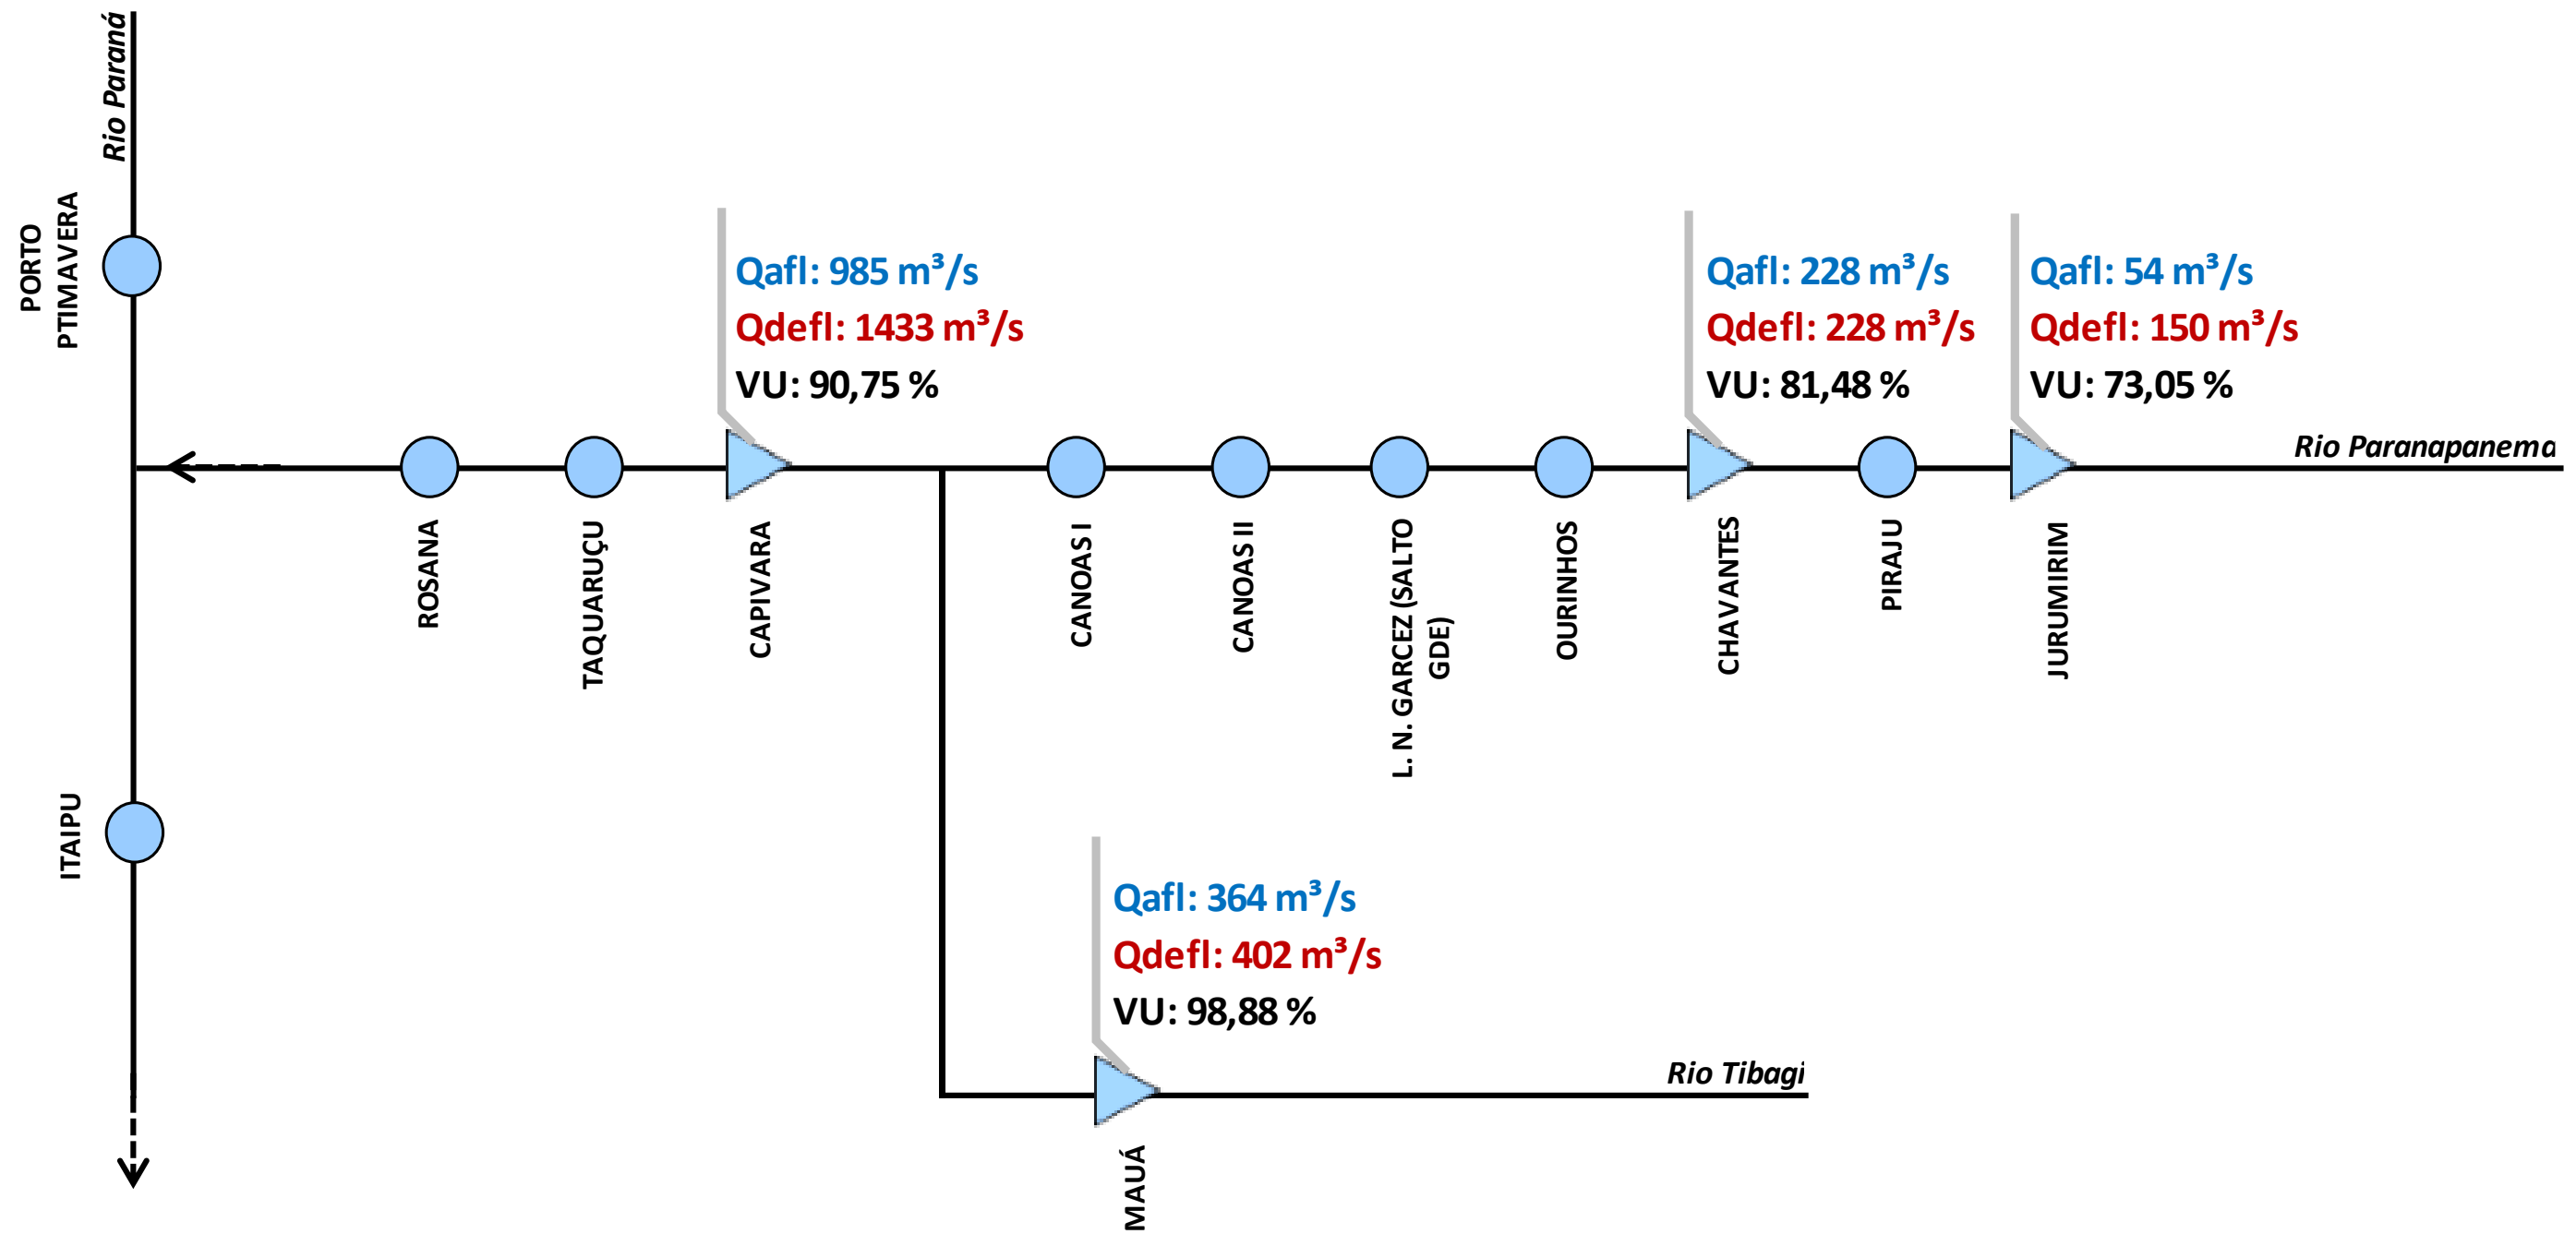 Rio Paraná
PORTO
PTIMAVERA
Qafl: 985 m³/s
Qdefl: 1433 m³/s
VU: 90,75 %
Qafl: 228 m³/s
Qdefl: 228 m³/s
VU: 81,48 %
Qafl: 54 m³/s
Qdefl: 150 m³/s
VU: 73,05 %
Rio Paranapanema
ROSANA
TAQUARUÇU
CAPIVARA
CANOAS I
CANOAS II
L. N. GARCEZ (SALTO
GDE)
OURINHOS
CHAVANTES
PIRAJU
JURUMIRIM
ITAIPU
Qafl: 364 m³/s
Qdefl: 402 m³/s
VU: 98,88 %
Rio Tibagi
MAUÁ